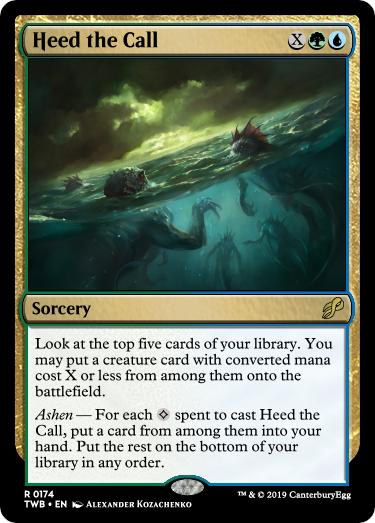 Heed the Call X
Sorcery
Look at the top five cards of your library. You
may put a creature card with converted mana
cost X or less from among them onto the
battlefield.
Ashen — For each spent to cast Heed the
Call, put a card from among them into your
hand. Put the rest on the bottom of your
library in any order.
R 0174
TWB • EN Alexander Kozachenko
™ & © 2019 CanterburyEgg